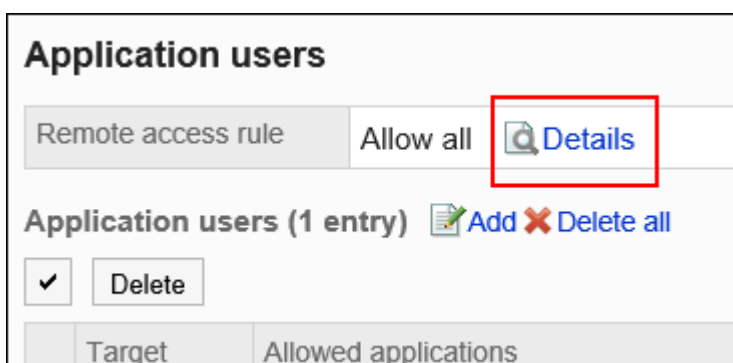 Application users
Remote access rule Allow all Details
Application users (1 entry) Add Delete all
Delete
Target Allowed applications